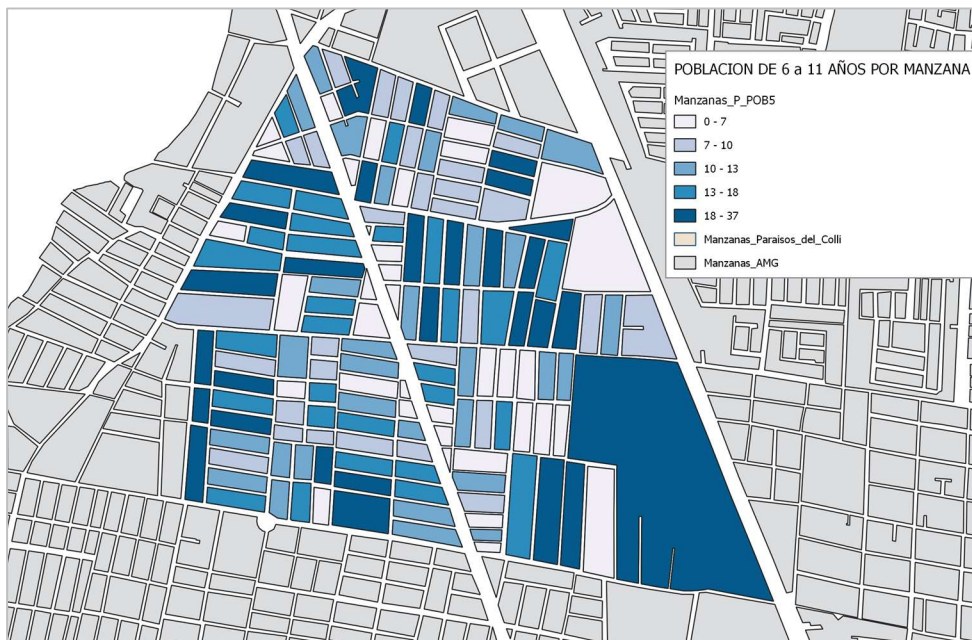 POBLACION DE 6 a 11 AÑOS POR MANZANA
Manzanas_P_POB5
0 - 7
7 - 10
10 - 13
13 - 18
18 - 37
Manzanas_Paraisos_del_Colli
Manzanas_AMG